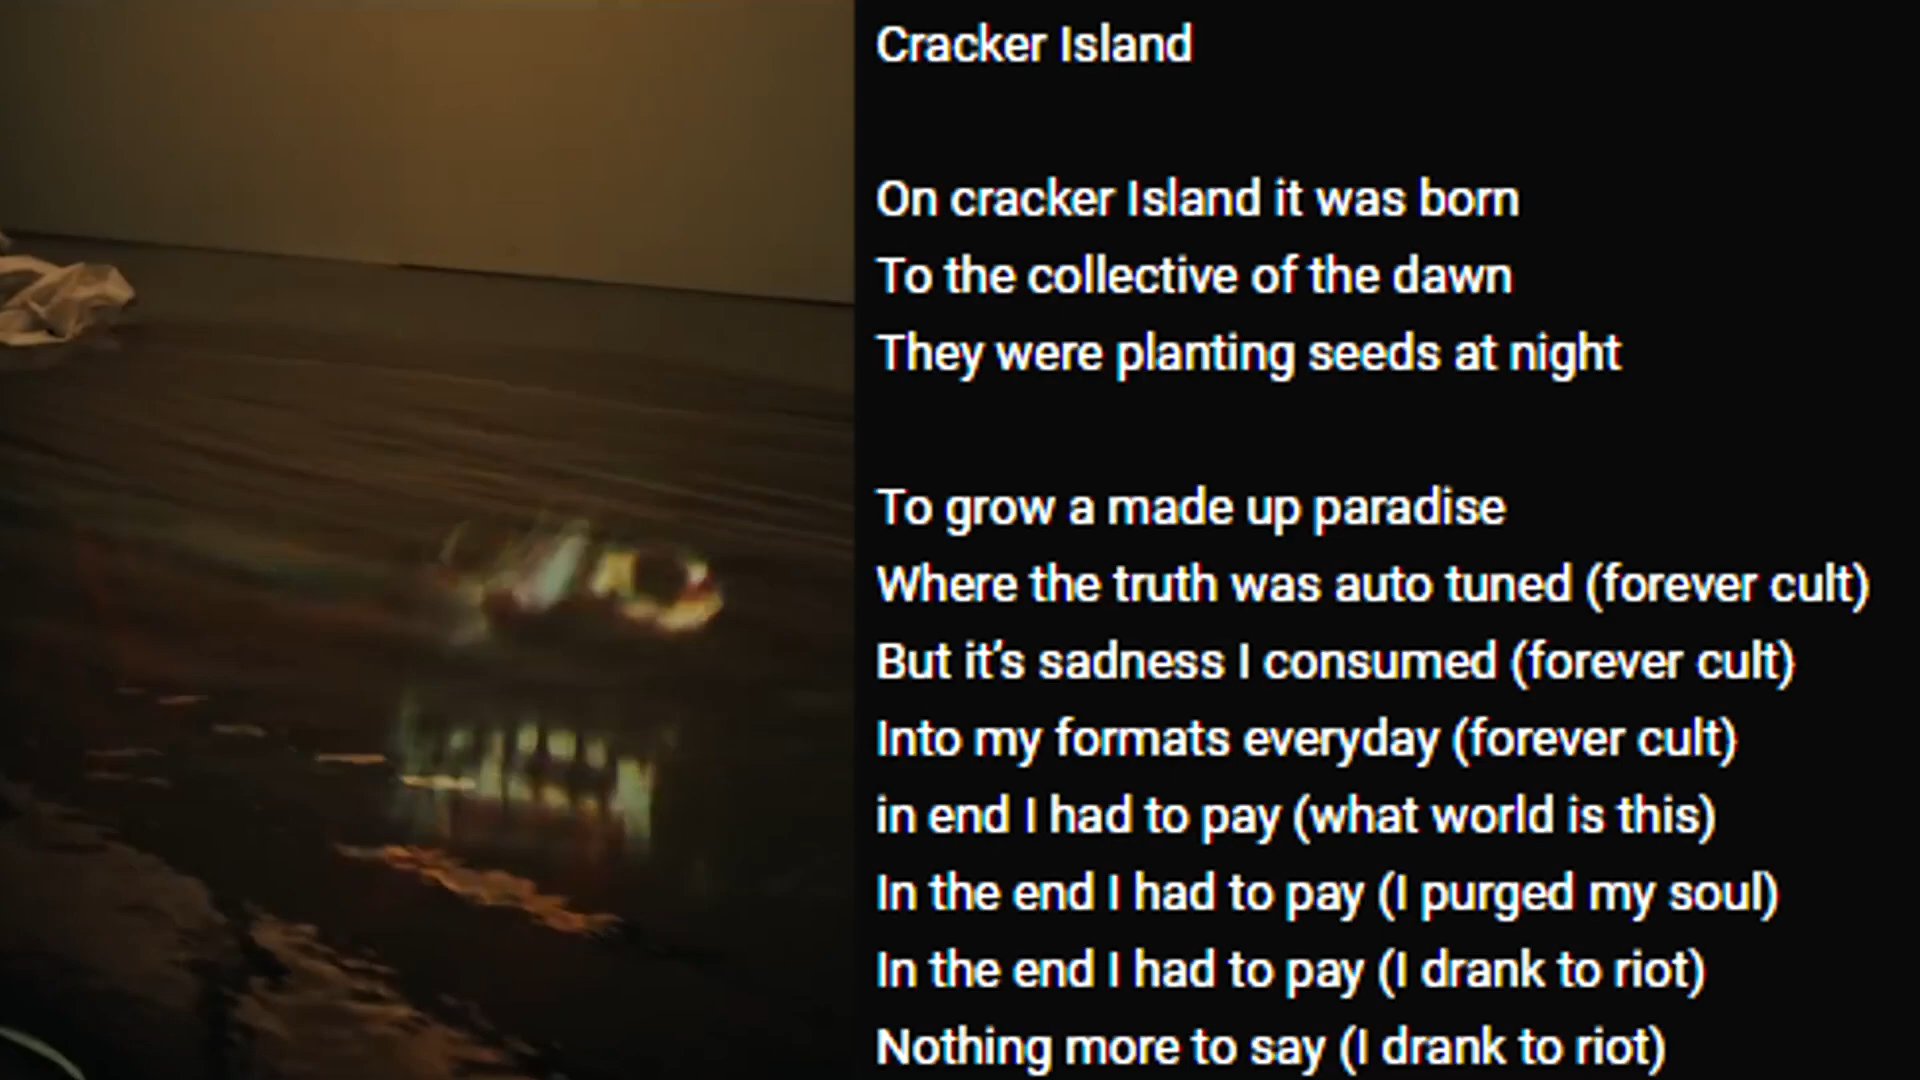 Cracker Island
On cracker Island it was born
To the collective of the dawn
They were planting seeds at night
To grow a made up paradise
Where the truth was auto tuned (forever cult)
But it's sadness I consumed (forever cult)
Into my formats everyday (forever cult)
in end I had to pay (what world is this)
In the end I had to pay (I purged my soul)
In the end I had to pay (I drank to riot)
Nothing more to say (I drank to riot)